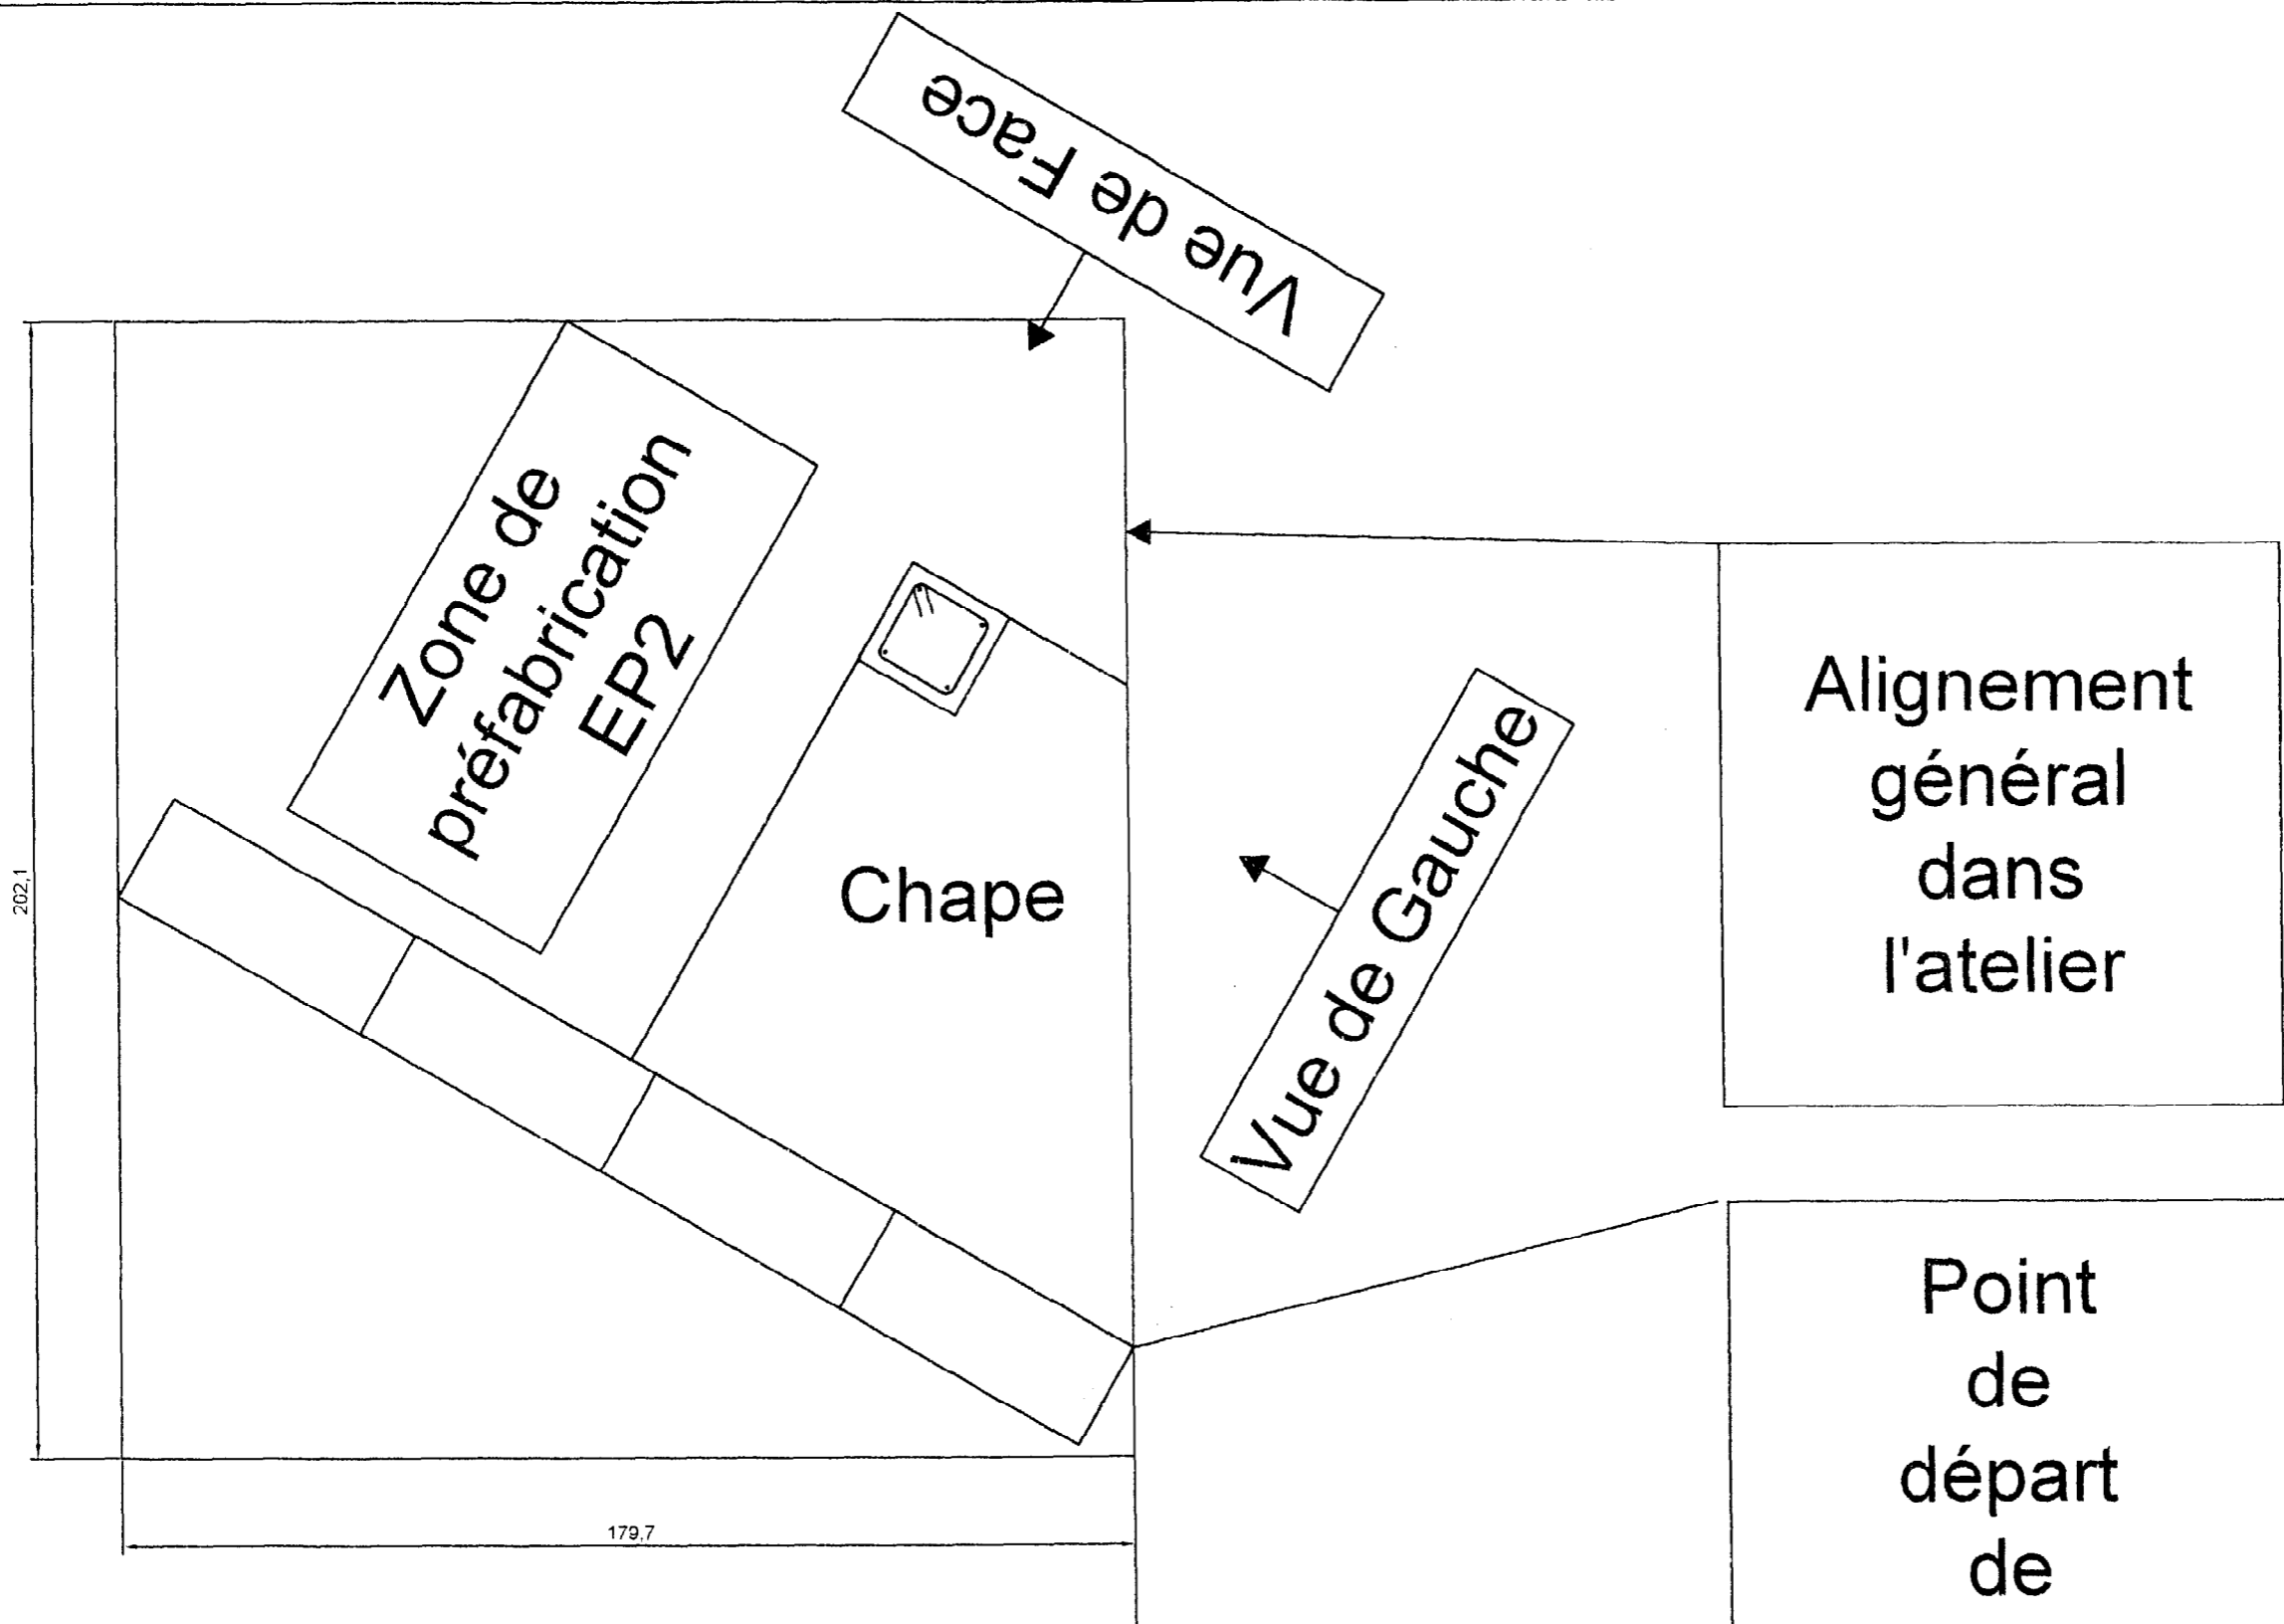 Vue de Face
Zone de
préfabrication
EP2
Chape
Vue de Gauche
Alignement
général
dans
l'atelier
Point
de
départ
de
202,1
179,7